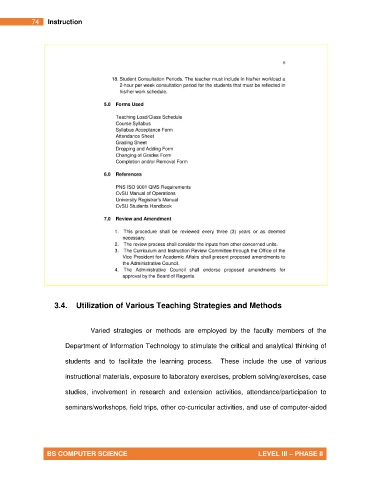 74 Instruction
18. Student Consultation Periods. The teacher must include in his/her workload a
2-hour per week consultation period for the students that must be reflected in
his/her work schedule.
5.0 Forms Used
Teaching Load/Class Schedule
Course Syllabus
Syllabus Acceptance Form
Attendance Sheet
Grading Sheet
Dropping and Adding Form
Changing of Grades Form
Completion and/or Removal Form
6.0 References
PNS ISO 9001 QMS Requirements
CvSU Manual of Operations
University Registrar's Manual
CvSU Students Handbook
7.0 Review and Amendment
1. This procedure shall be reviewed every three (3) years or as deemed
necessary.
2. The review process shall consider the inputs from other concerned units.
3. The Curriculum and Instruction Review Committee through the Office of the
Vice President for Academic Affairs shall present proposed amendments to
the Administrative Council.
4. The Administrative Council shall endorse proposed amendments for
approval by the Board of Regents.
3.4. Utilization of Various Teaching Strategies and Methods
Varied strategies or methods are employed by the faculty members of the
Department of Information Technology to stimulate the critical and analytical thinking of
students and to facilitate the learning process. These include the use of various
instructional materials, exposure to laboratory exercises, problem solving/exercises, case
studies, involvement in research and extension activities, attendance/participation to
seminars/workshops, field trips, other co-curricular activities, and use of computer-aided
BS COMPUTER SCIENCE LEVEL III – PHASE II